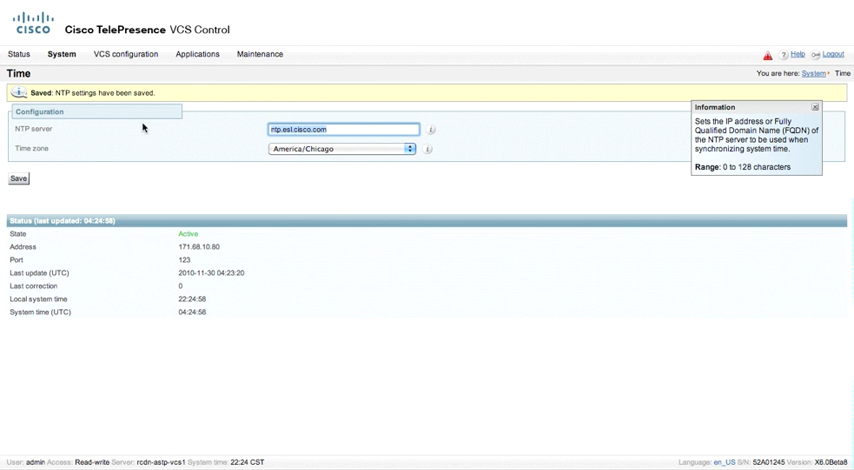 CISCO
Cisco TelePresence VCS Control
Status System VCS configuration Applications Maintenance Help Logout
Time You are here: System Time
Saved: NTP settings have been saved.
Configuration
NTP server ntp.esl.cisco.com
Time zone America/Chicago
Information
Sets the IP address or Fully
Qualified Domain Name (FQDN) of
the NTP server to be used when
synchronizing system time.
Range: 0 to 128 characters
Save
Status (last updated: 04:24:58)
State Active
Address 171.68.10.80
Port 123
Last update (UTC) 2010-11-30 04:23:20
Last correction 0
Local system time 22:24:58
System time (UTC) 04:24:58
User: admin Access: Read-write Server: rcdn-astp-vcs1 System time: 22:24 CST Language: en_US S/N: 52A01245 Version: X6.0Beta8